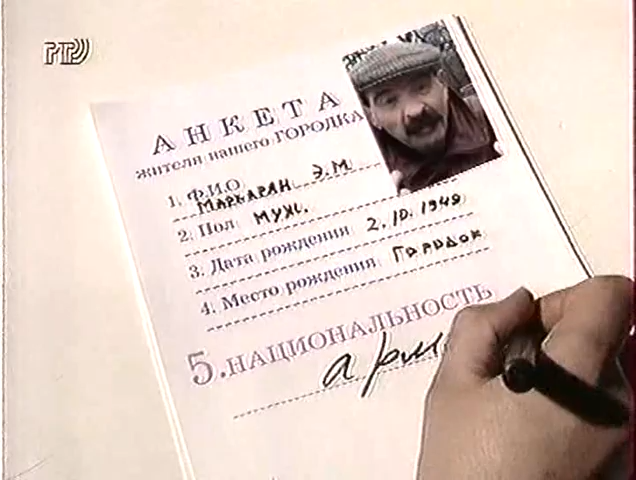 РТР
АНКЕТА
жителя нашего ГОРОДКА
1. Ф.И.О. МАРКАРЯН Э.М
2. Пол МУЖ.
3. Дата рождения 2.10.1949
4. Место рождения Городок
5. НАЦИОНАЛЬНОСТЬ
арм